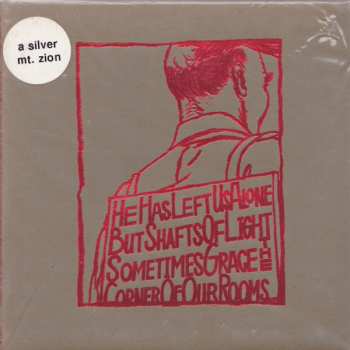 a silver
mt. zion
HE HAS LEFT US ALONE
BUT SHAFTS OF LIGHT
SOMETIMES GRACE THE
CORNER OF OUR ROOMS